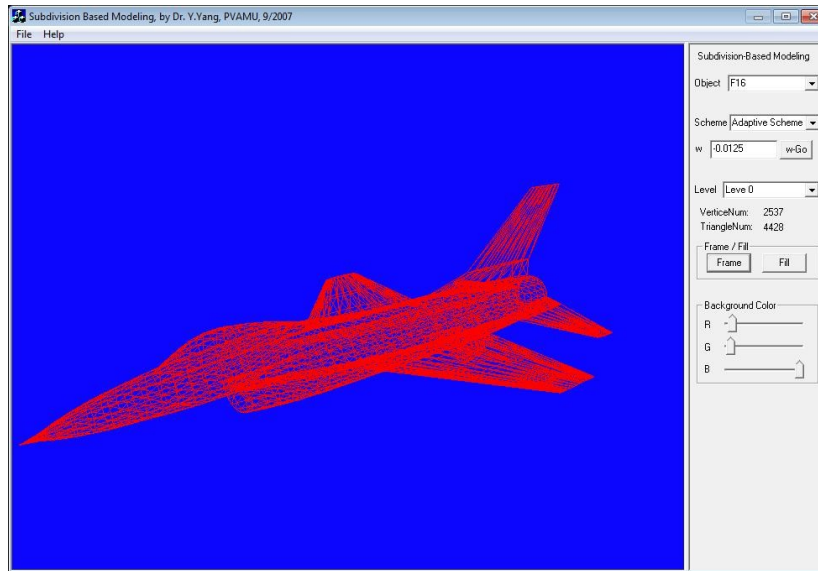 Subdivision Based Modeling, by Dr. Y.Yang, PVAMU, 9/2007
File Help
Subdivision-Based Modeling
Object F16
Scheme Adaptive Scheme
w -0.0125 w-Go
Level Leve 0
VerticeNum: 2537
TriangleNum: 4428
Frame / Fill
Frame Fill
Background Color
R
G
B